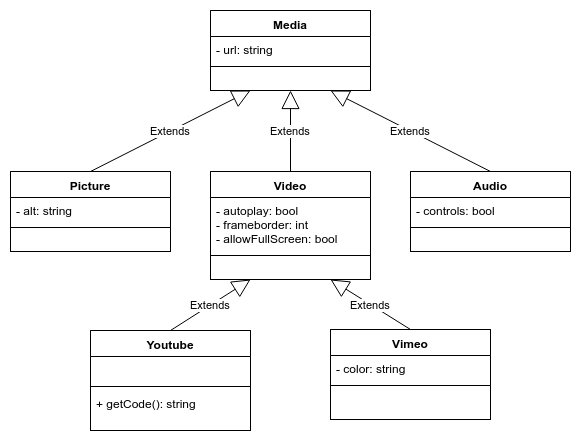 Media
- url: string
Extends
Extends
Extends
Picture
- alt: string
Video
- autoplay: bool
- frameborder: int
- allowFullScreen: bool
Audio
- controls: bool
Extends
Extends
Youtube
+ getCode(): string
Vimeo
- color: string